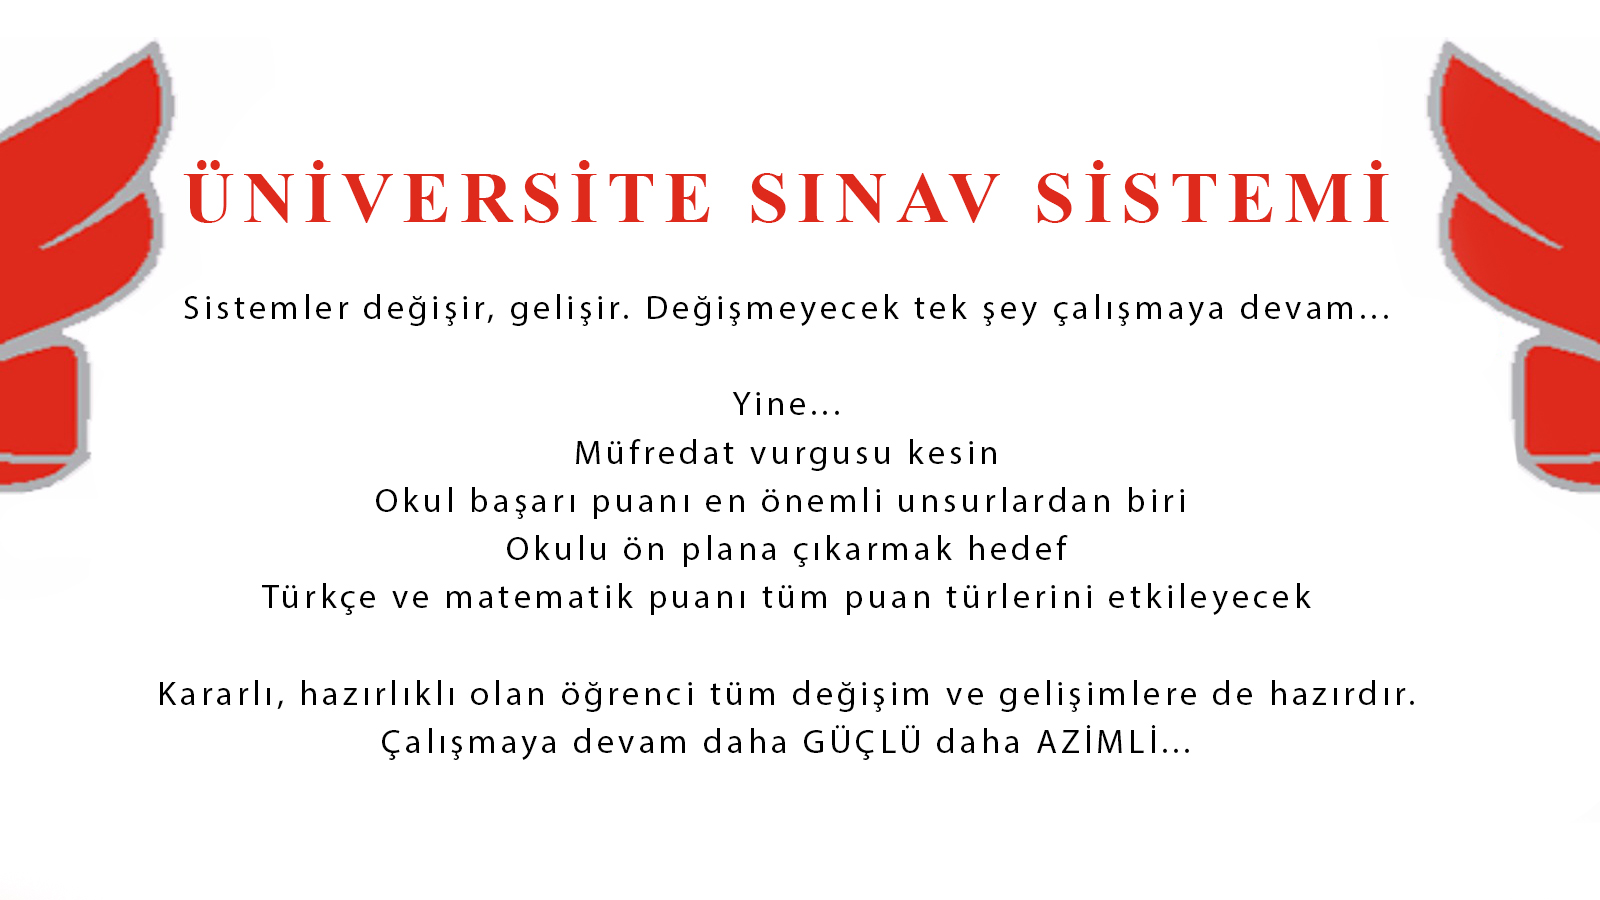 ÜNİVERSİTE SINAV SİSTEMİ
Sistemler değişir, gelişir. Değişmeyecek tek şey çalışmaya devam...
Yine...
Müfredat vurgusu kesin
Okul başarı puanı en önemli unsurlardan biri
Okulu ön plana çıkarmak hedef
Türkçe ve matematik puanı tüm puan türlerini etkileyecek
Kararlı, hazırlıklı olan öğrenci tüm değişim ve gelişimlere de hazırdır.
Çalışmaya devam daha GÜÇLÜ daha AZİMLİ...